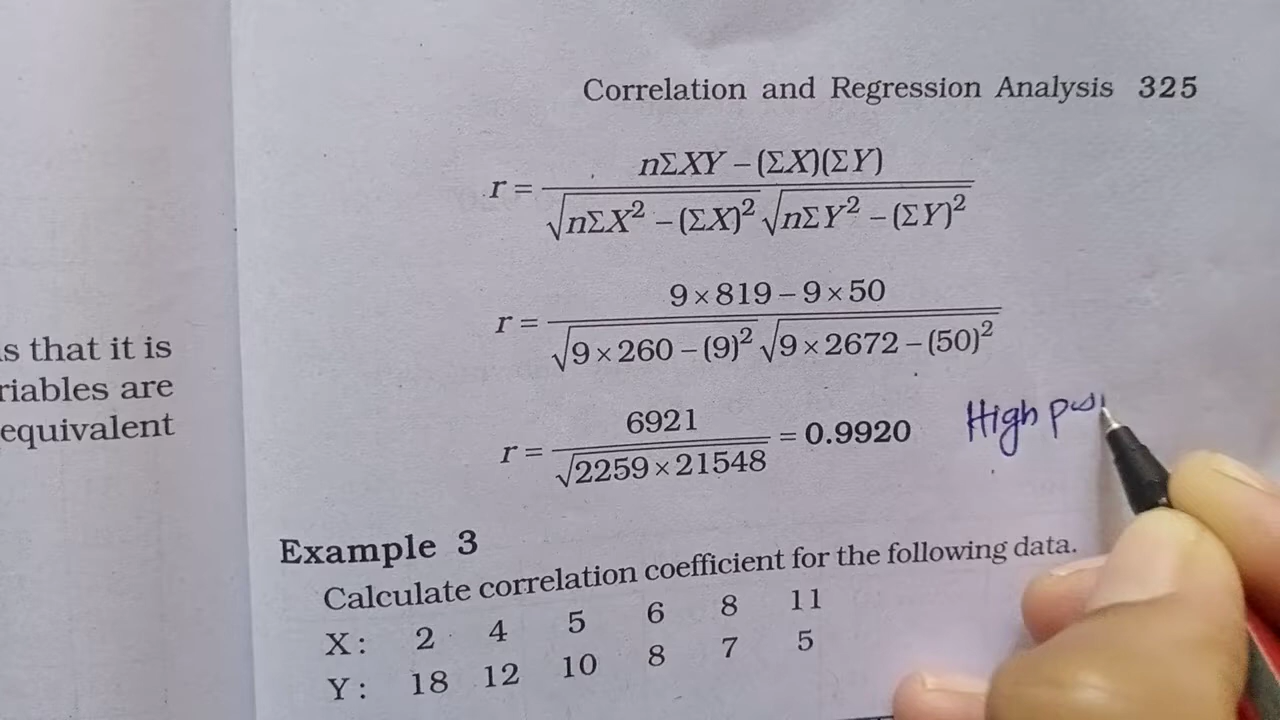 Correlation and Regression Analysis 325
r = nΣXY – (ΣX)(ΣY) / √nΣX² – (ΣX)² √nΣY² – (ΣY)²
r = 9 × 819 – 9 × 50 / √9 × 260 – (9)² √9 × 2672 – (50)²
r = 6921 / √2259 × 21548 = 0.9920 High
s that it is
riables are
equivalent
Example 3
Calculate correlation coefficient for the following data.
X : 2 4 5 6 8 11
Y : 18 12 10 8 7 5